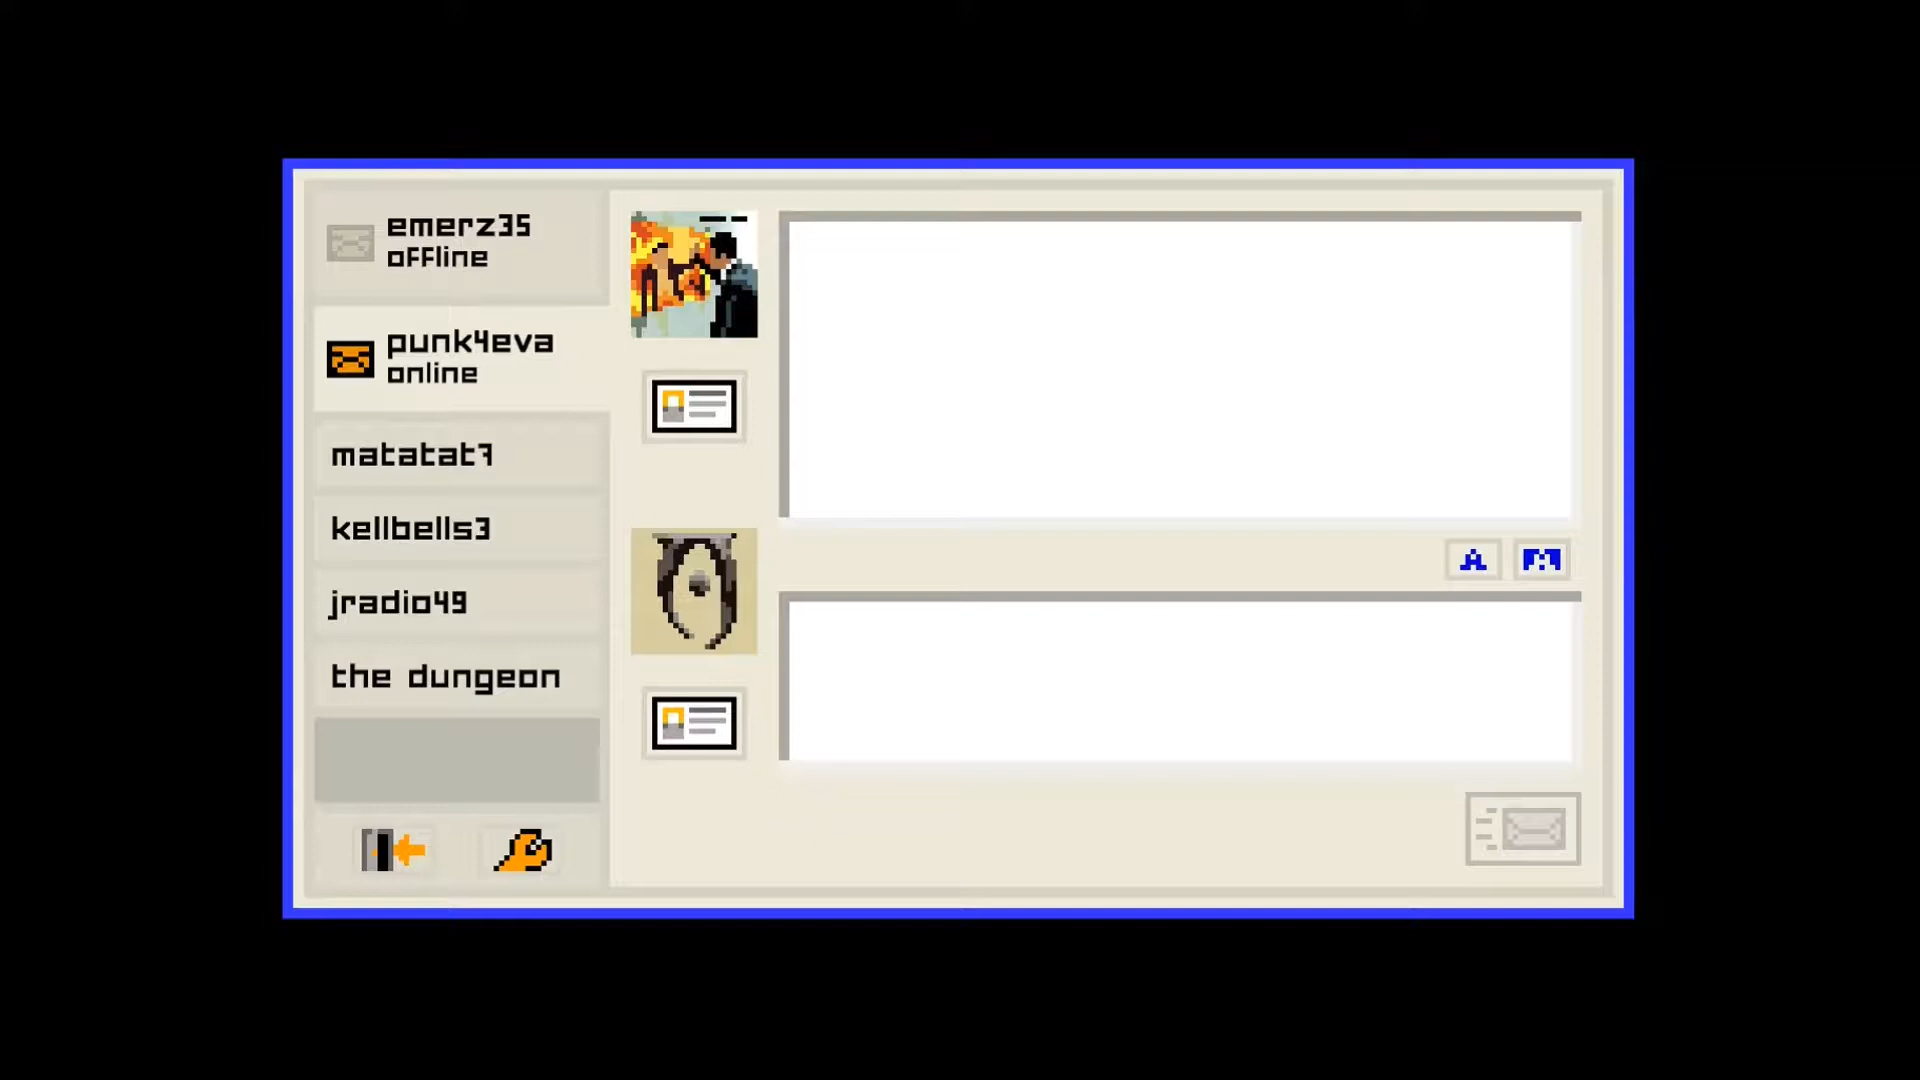 emerz35
offline
punk4eva
online
matatat7
kellbells3
jradio49
the dungeon
A